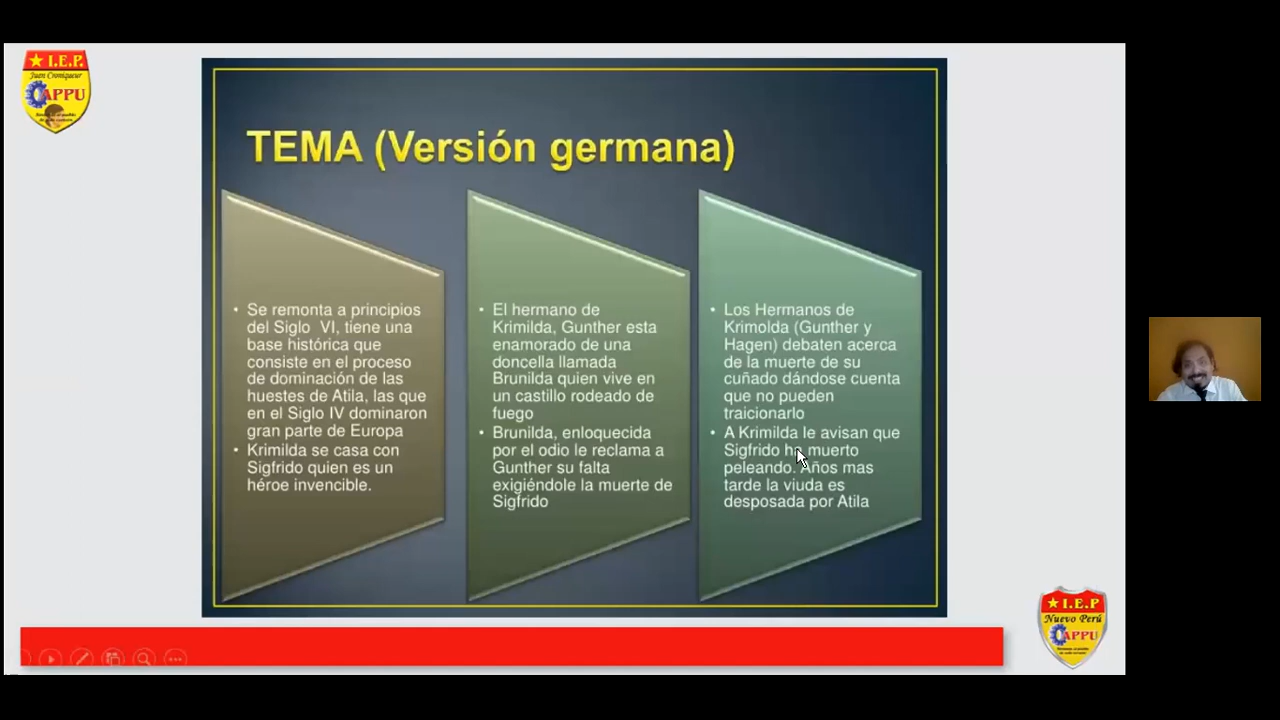 I.E.P.
Juan Croniqueur
APPU
TEMA (Versión germana)
• Se remonta a principios
del Siglo VI, tiene una
base histórica que
consiste en el proceso
de dominación de las
huestes de Atila, las que
en el Siglo IV dominaron
gran parte de Europa
• Krimilda se casa con
Sigfrido quien es un
héroe invencible.
• El hermano de
Krimilda, Gunther esta
enamorado de una
doncella llamada
Brunilda quien vive en
un castillo rodeado de
fuego
• Brunilda, enloquecida
por el odio le reclama a
Gunther su falta
exigiéndole la muerte de
Sigfrido
• Los Hermanos de
Krimolda (Gunther y
Hagen) debaten acerca
de la muerte de su
cuñado dándose cuenta
que no pueden
traicionarlo
• A Krimilda le avisan que
Sigfrido ha muerto
peleando. Años mas
tarde la viuda es
desposada por Atila
I.E.P
Nuevo Perú
APPU